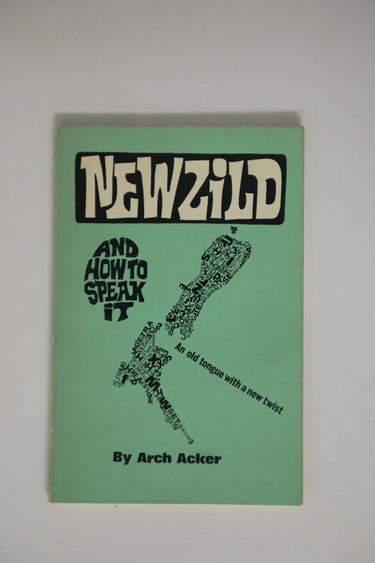 NEWZiLD
AND
HOW TO
SPEAK
iT
An old tongue with a new twist
By Arch Acker